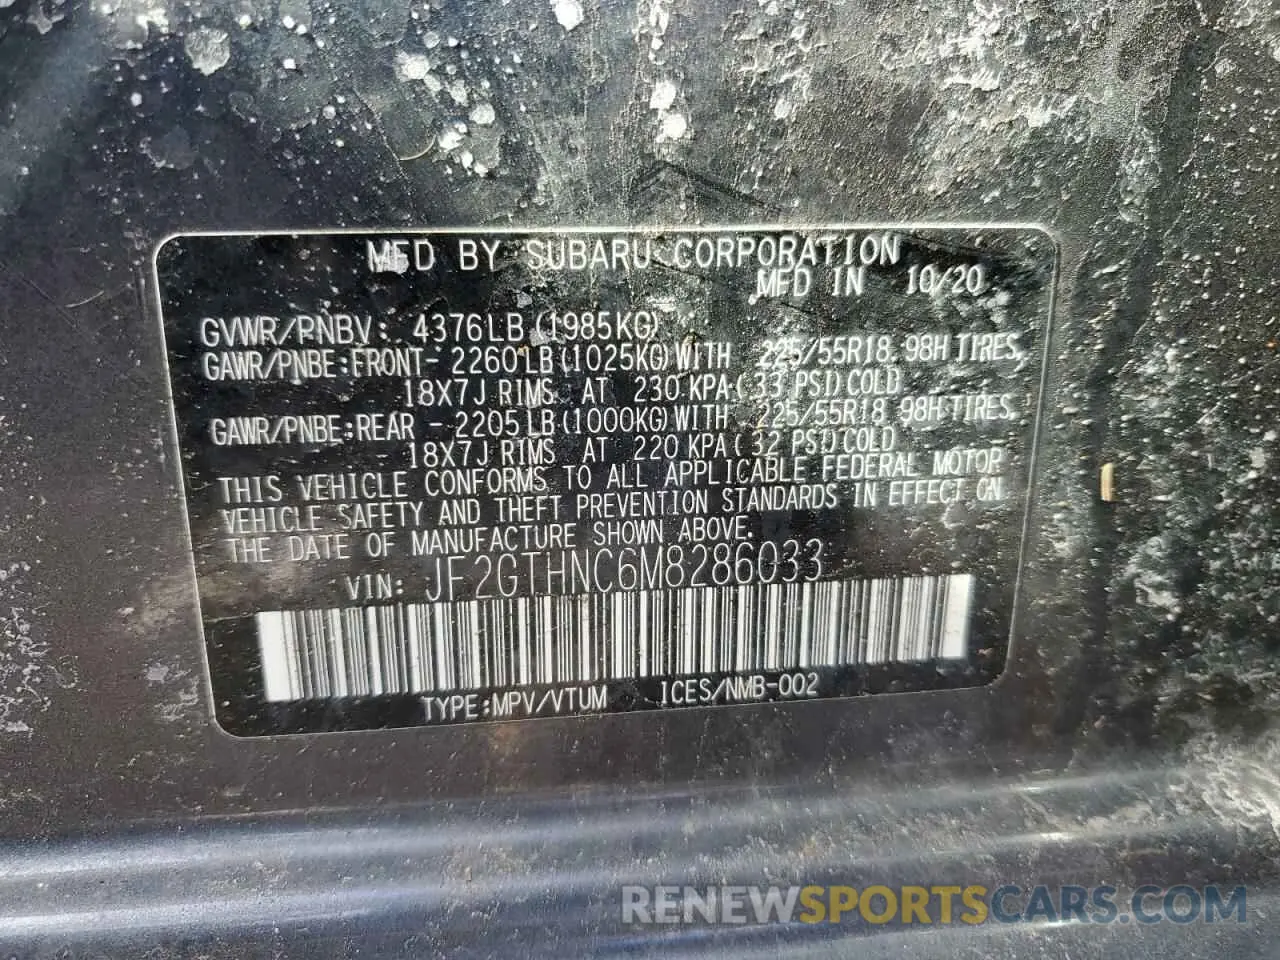 MFD BY SUBARU CORPORATION
MFD IN 10/20
GVWR/PNBV: 4376LB (1985KG)
GAWR/PNBE:FRONT- 2260LB (1025KG) WITH 225/55R18 98H TIRES,
18X7J RIMS AT 230 KPA( 33 PSI) COLD
GAWR/PNBE:REAR - 2205LB (1000KG) WITH 225/55R18 98H TIRES,
18X7J RIMS AT 220 KPA( 32 PSI) COLD
THIS VEHICLE CONFORMS TO ALL APPLICABLE FEDERAL MOTOR
VEHICLE SAFETY AND THEFT PREVENTION STANDARDS IN EFFECT ON
THE DATE OF MANUFACTURE SHOWN ABOVE.
VIN: JF2GTHNC6M8286033
TYPE:MPV/VTUM ICES/NMB-002
RENEWSPORTSCARS.COM